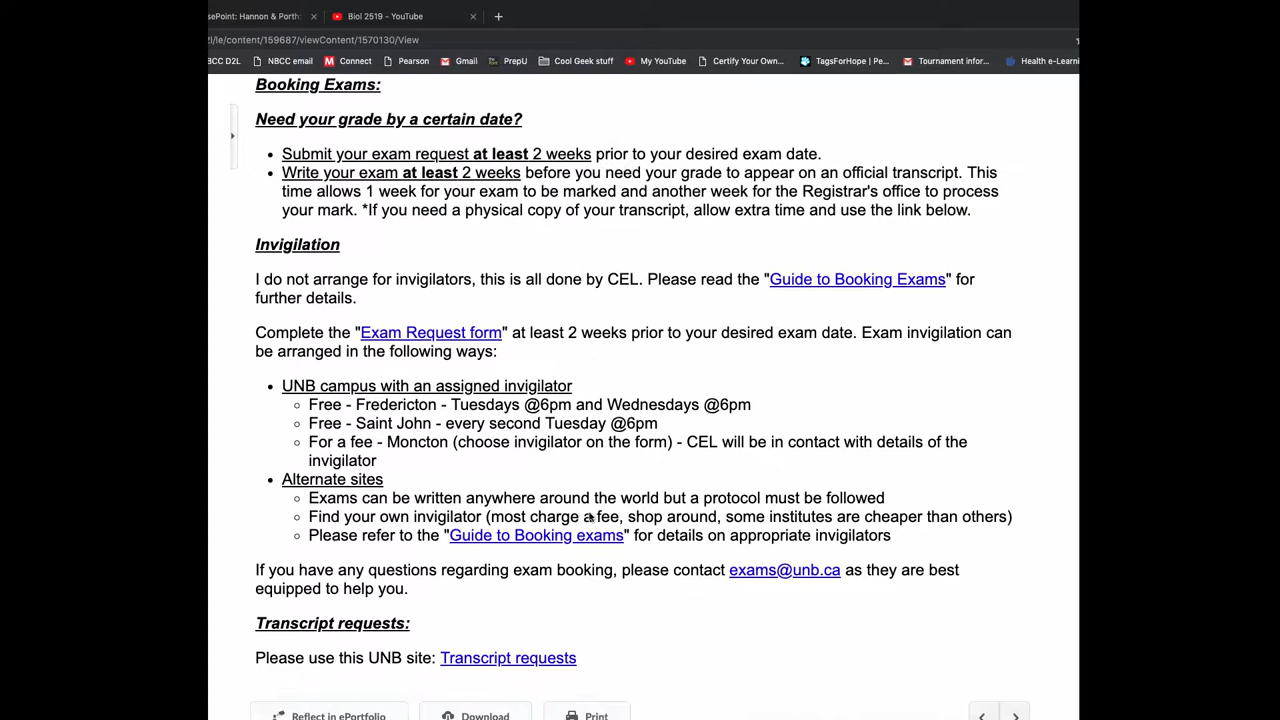 sePoint: Hannon & Porth: × Biol 2519 - YouTube × +
l/le/content/159687/viewContent/1570130/View
CC D2L NBCC email Connect Pearson Gmail PrepU Cool Geek stuff My YouTube Certify Your Own... TagsForHope | Pe... Tournament infor... Health e-Learni
Booking Exams:
Need your grade by a certain date?
• Submit your exam request at least 2 weeks prior to your desired exam date.
• Write your exam at least 2 weeks before you need your grade to appear on an official transcript. This
time allows 1 week for your exam to be marked and another week for the Registrar's office to process
your mark. *If you need a physical copy of your transcript, allow extra time and use the link below.
Invigilation
I do not arrange for invigilators, this is all done by CEL. Please read the "Guide to Booking Exams" for
further details.
Complete the "Exam Request form" at least 2 weeks prior to your desired exam date. Exam invigilation can
be arranged in the following ways:
• UNB campus with an assigned invigilator
◦ Free - Fredericton - Tuesdays @6pm and Wednesdays @6pm
◦ Free - Saint John - every second Tuesday @6pm
◦ For a fee - Moncton (choose invigilator on the form) - CEL will be in contact with details of the
invigilator
• Alternate sites
◦ Exams can be written anywhere around the world but a protocol must be followed
◦ Find your own invigilator (most charge a fee, shop around, some institutes are cheaper than others)
◦ Please refer to the "Guide to Booking exams" for details on appropriate invigilators
If you have any questions regarding exam booking, please contact exams@unb.ca as they are best
equipped to help you.
Transcript requests:
Please use this UNB site: Transcript requests
Reflect in ePortfolio Download Print